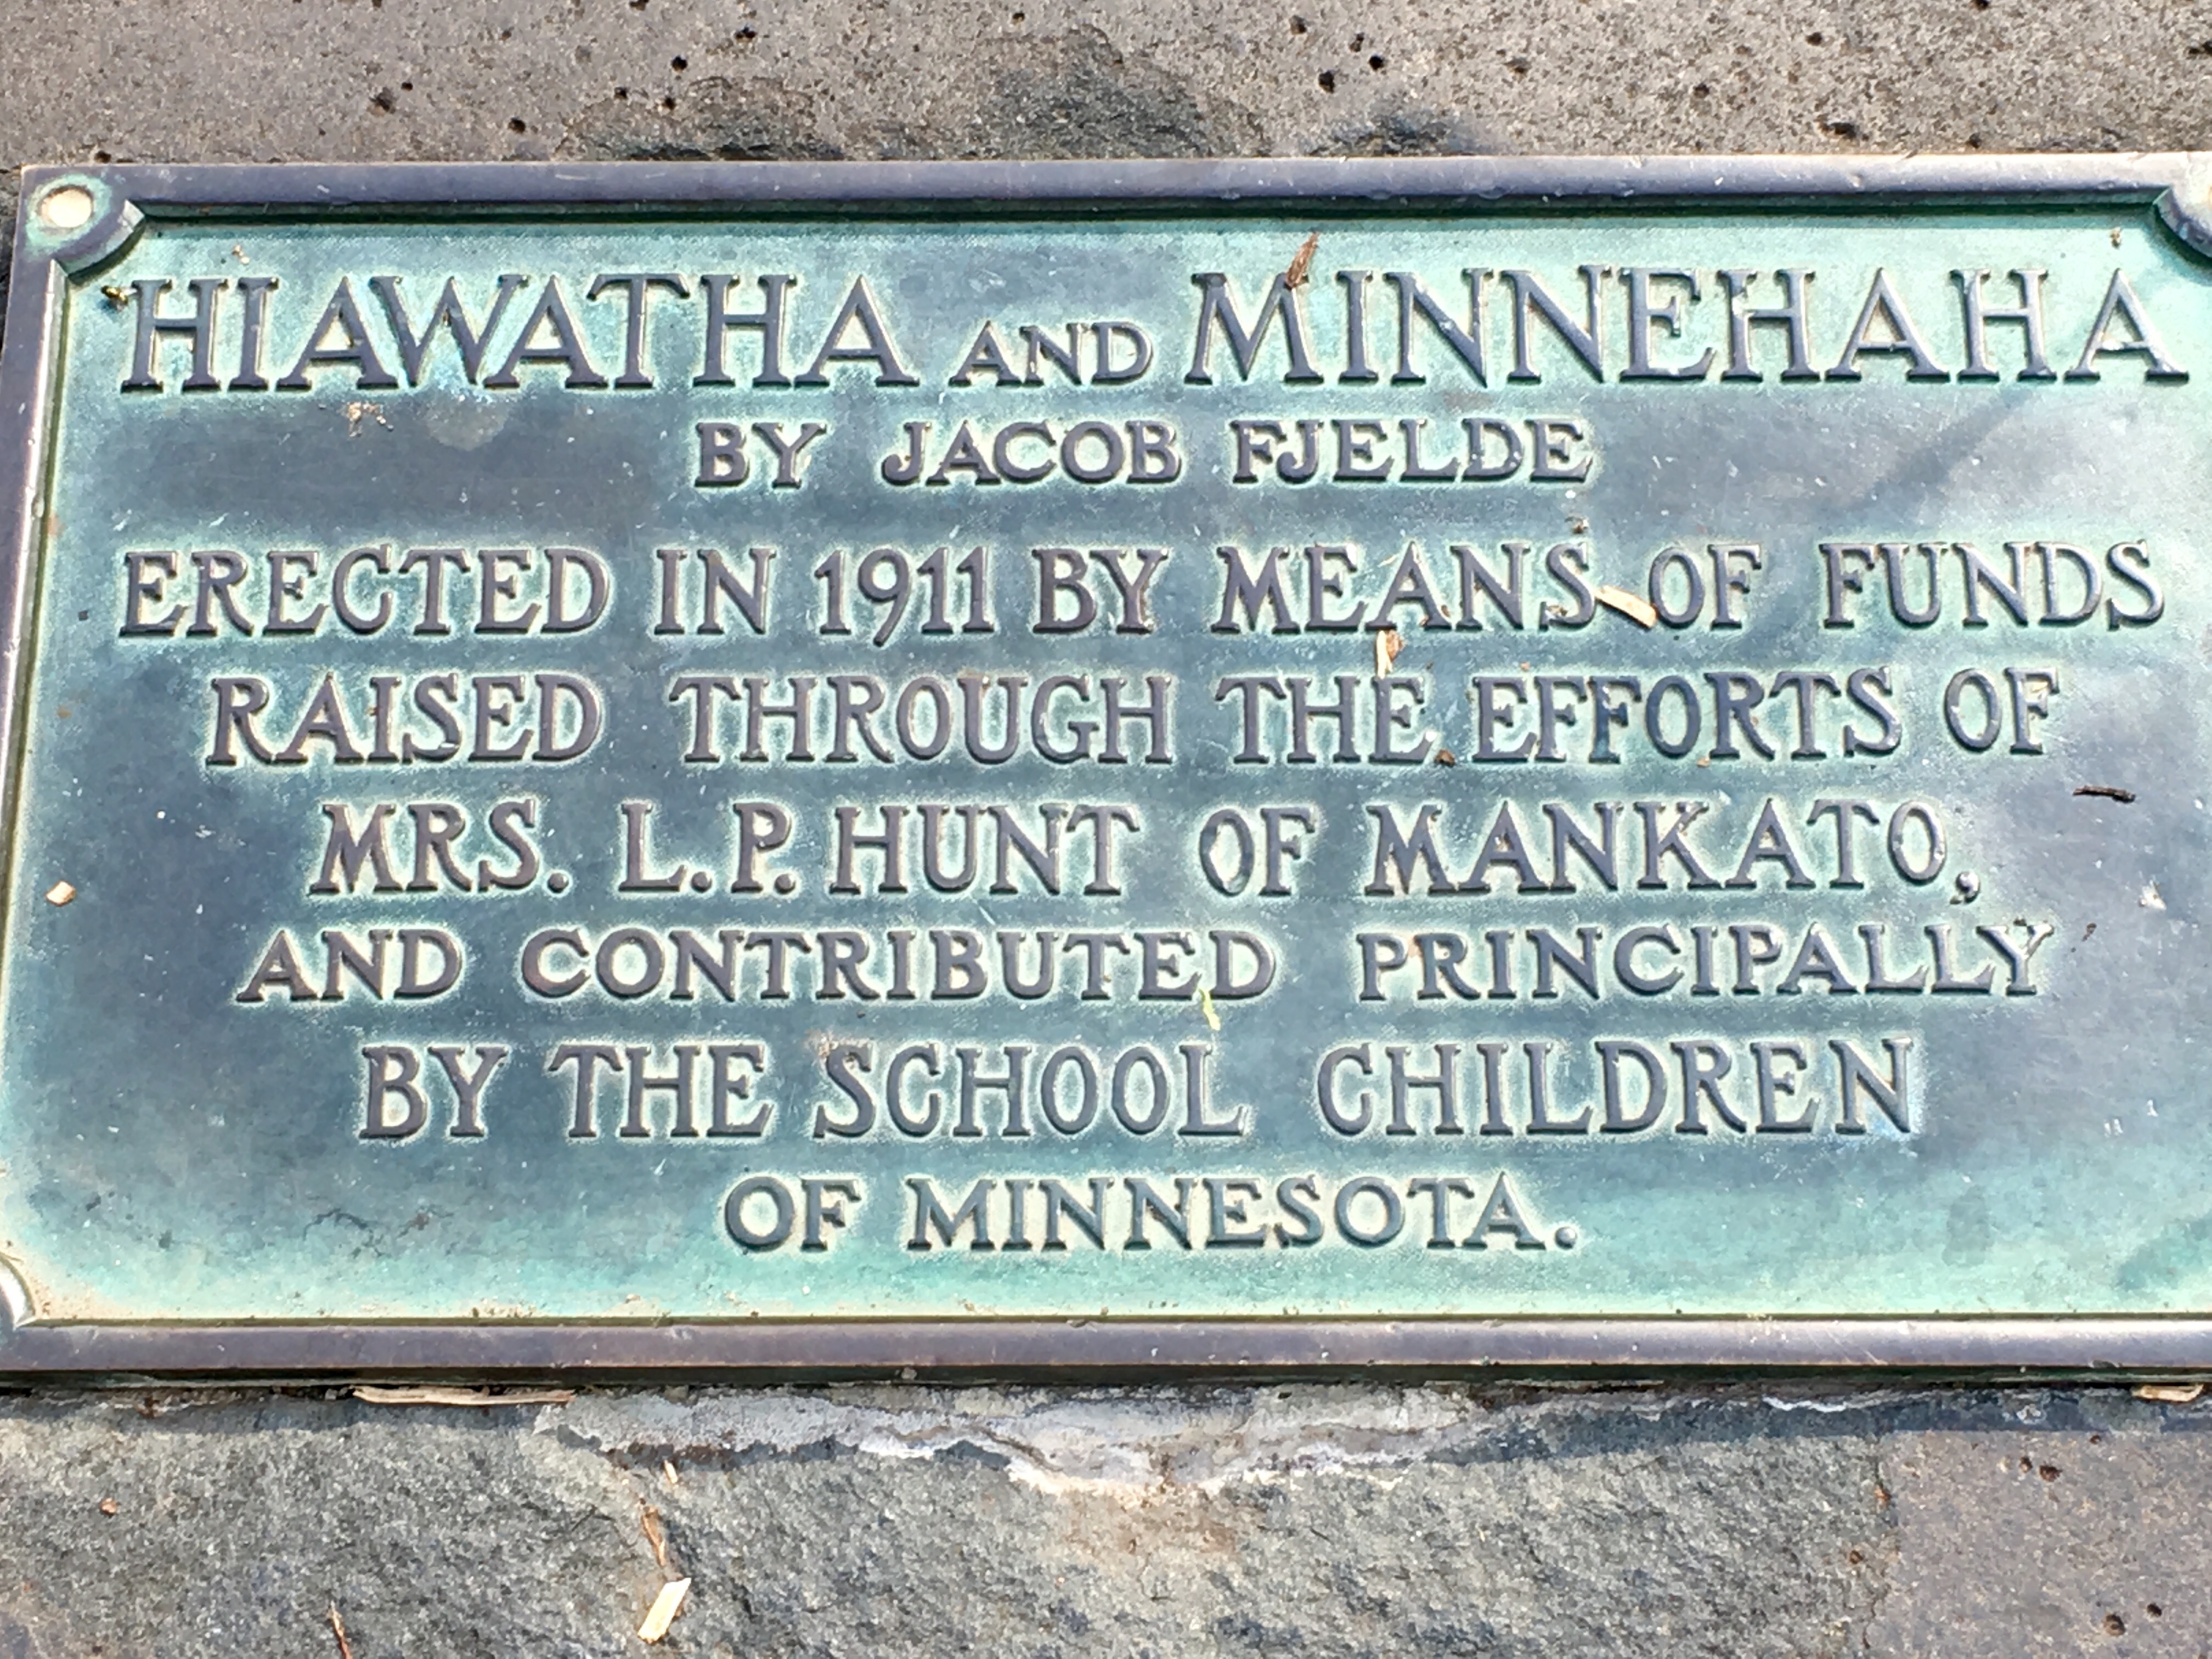 HIAWATHA AND MINNEHAHA
BY JACOB FJELDE
ERECTED IN 1911 BY MEANS OF FUNDS
RAISED THROUGH THE EFFORTS OF
MRS. L.P. HUNT OF MANKATO,
AND CONTRIBUTED PRINCIPALLY
BY THE SCHOOL CHILDREN
OF MINNESOTA.